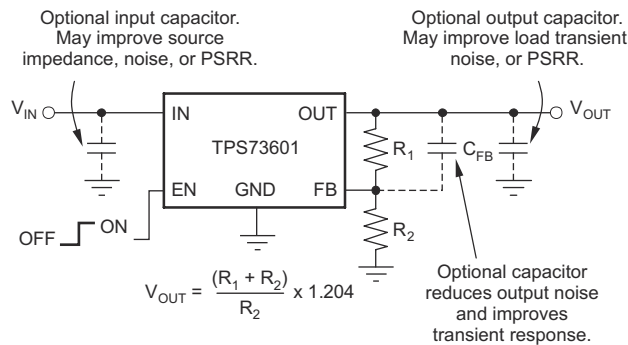 Optional input capacitor.
May improve source
impedance, noise, or PSRR.
Optional output capacitor.
May improve load transient
noise, or PSRR.
V_IN
IN
OUT
V_OUT
TPS73601
R_1
C_FB
EN
GND
FB
OFF
ON
R_2
V_OUT = (R_1 + R_2) / R_2 x 1.204
Optional capacitor
reduces output noise
and improves
transient response.